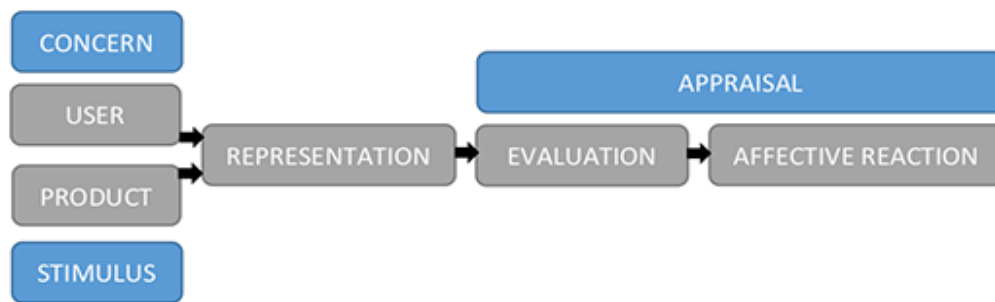 CONCERN
USER
PRODUCT
STIMULUS
REPRESENTATION
APPRAISAL
EVALUATION
AFFECTIVE REACTION